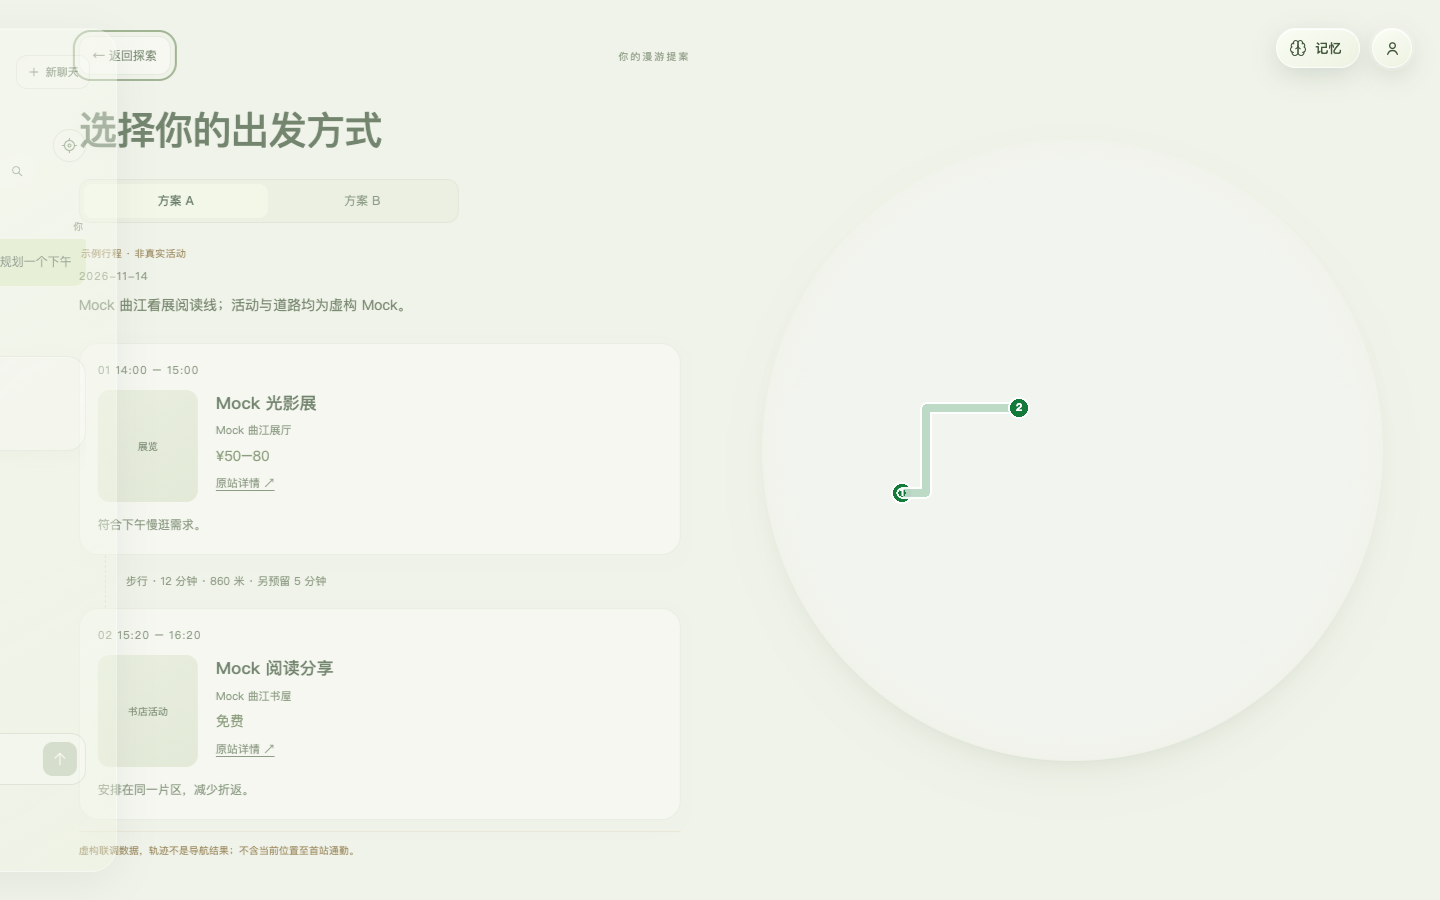 ← 返回探索
你的漫游提案
记忆
+ 新聊天
选择你的出发方式
方案 A
方案 B
你
规划一个下午
示例行程 · 非真实活动
2026-11-14
Mock 曲江看展阅读线；活动与道路均为虚构 Mock。
01 14:00 — 15:00
展览
Mock 光影展
Mock 曲江展厅
¥50—80
原站详情 ↗
符合下午慢逛需求。
步行 · 12 分钟 · 860 米 · 另预留 5 分钟
02 15:20 — 16:20
书店活动
Mock 阅读分享
Mock 曲江书屋
免费
原站详情 ↗
安排在同一片区，减少折返。
虚构联调数据，轨迹不是导航结果；不含当前位置至首站通勤。
2